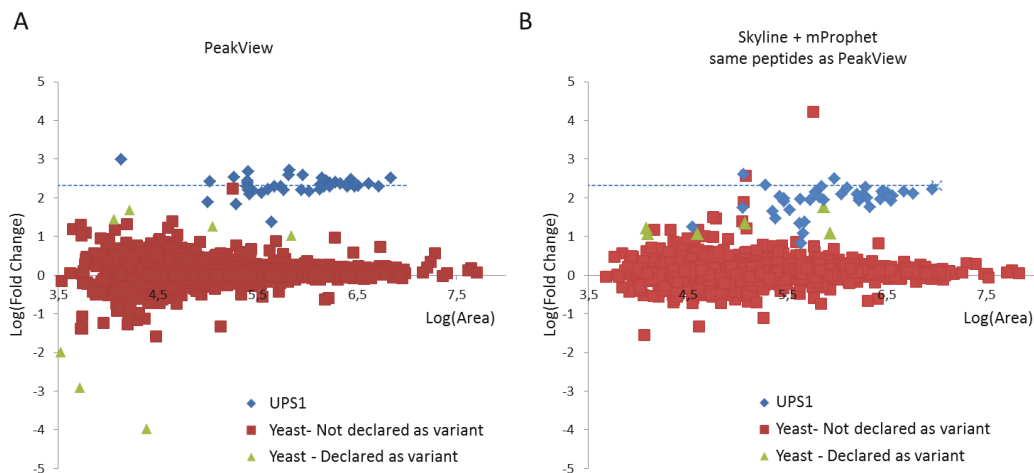 A
PeakView
Log(Fold Change)
5
4
3
2
1
0
-1
-2
-3
-4
-5
3,5
4,5
5,5
6,5
7,5
Log(Area)
UPS1
Yeast- Not declared as variant
Yeast - Declared as variant
B
Skyline + mProphet
same peptides as PeakView
Log(Fold Change)
5
4
3
2
1
0
-1
-2
-3
-4
-5
3,5
4,5
5,5
6,5
7,5
Log(Area)
UPS1
Yeast- Not declared as variant
Yeast - Declared as variant